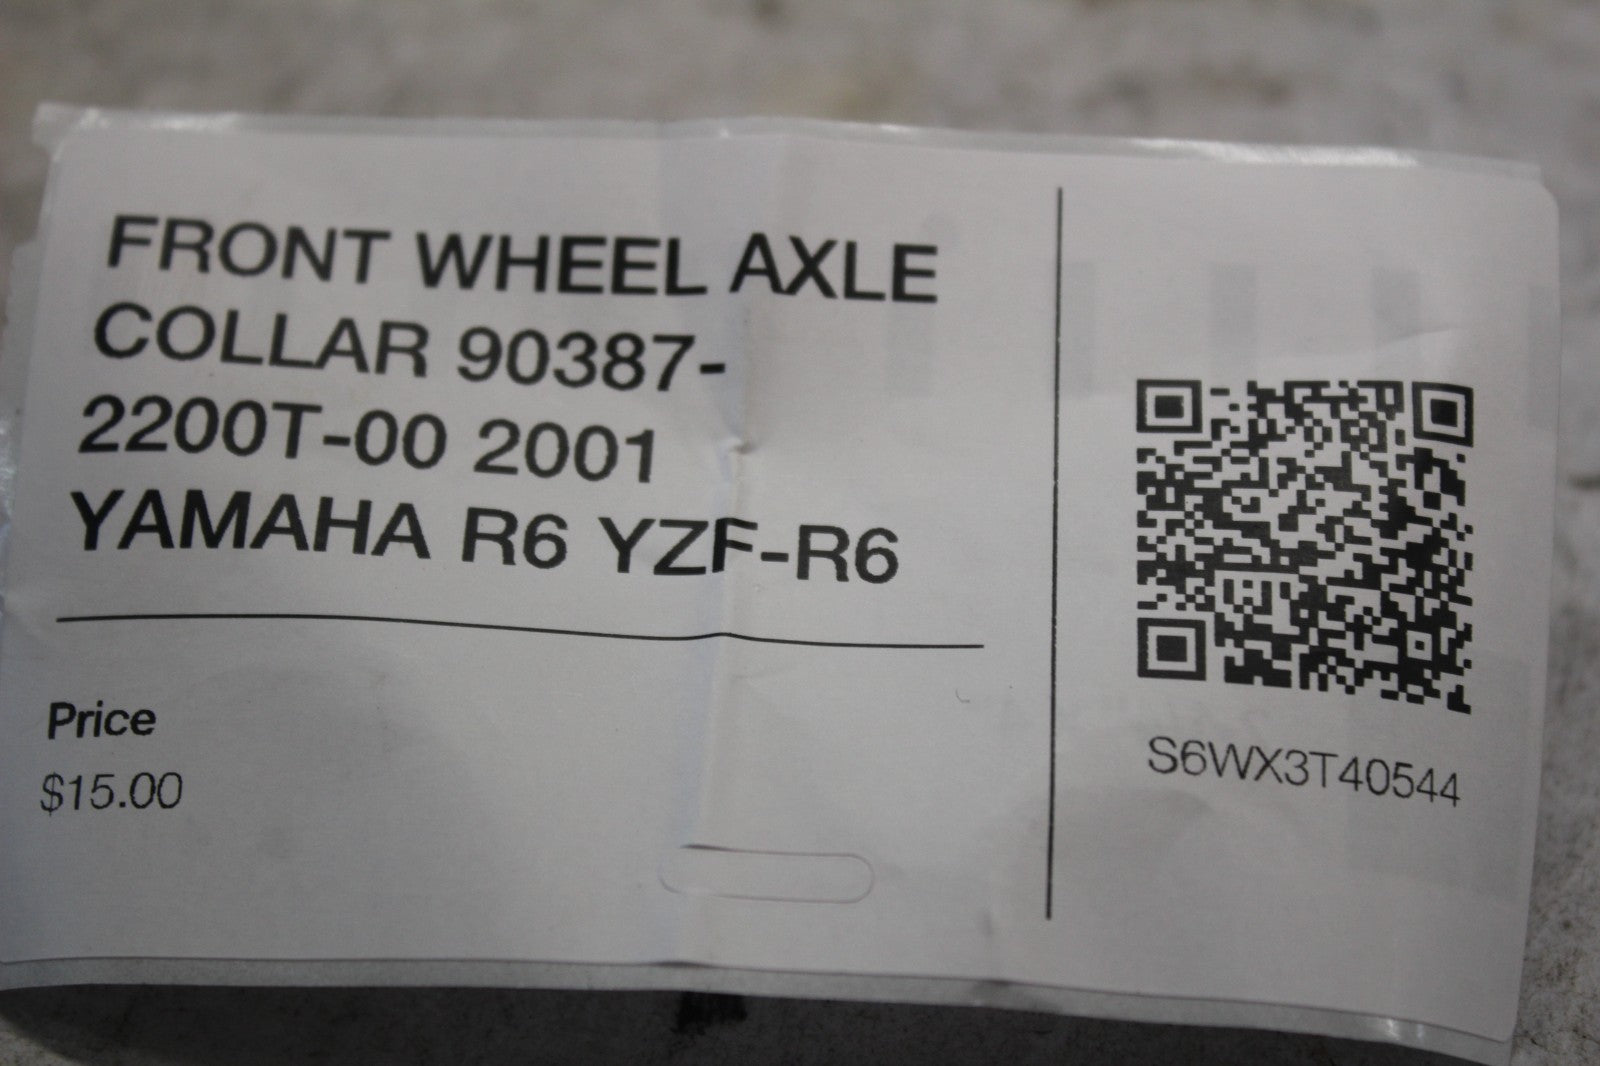 FRONT WHEEL AXLE
COLLAR 90387-
2200T-00 2001
YAMAHA R6 YZF-R6
Price
$15.00
S6WX3T40544